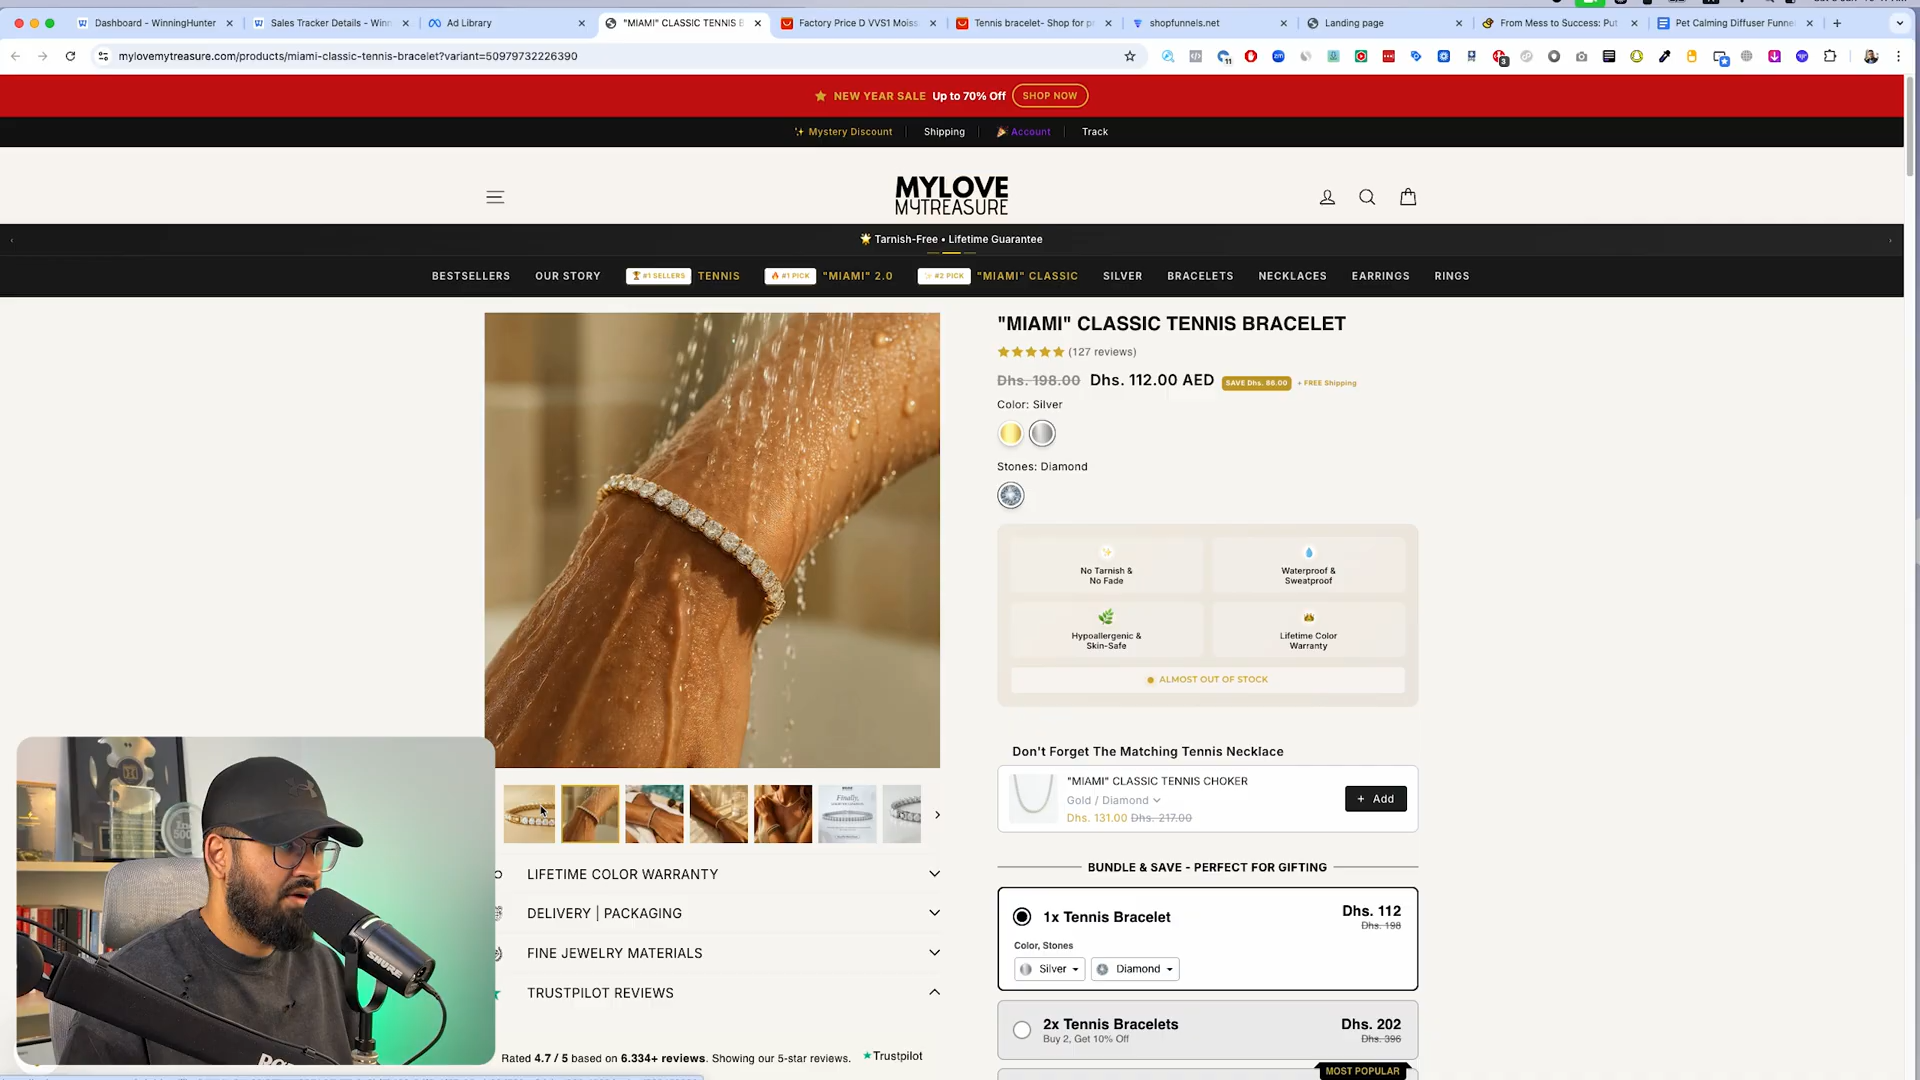 Dashboard - WinningHunter
Sales Tracker Details - Winn
Ad Library
"MIAMI" CLASSIC TENNIS B
Factory Price D VVS1 Moiss
Tennis bracelet- Shop for p
shopfunnels.net
Landing page
From Mess to Success: Put
Pet Calming Diffuser Funne
mylovemytreasure.com/products/miami-classic-tennis-bracelet?variant=50979732226390
NEW YEAR SALE Up to 70% Off SHOP NOW
Mystery Discount
Shipping
Account
Track
MYLOVE
MYTREASURE
Tarnish-Free • Lifetime Guarantee
BESTSELLERS
OUR STORY
#1 SELLERS TENNIS
#1 PICK "MIAMI" 2.0
#2 PICK "MIAMI" CLASSIC
SILVER
BRACELETS
NECKLACES
EARRINGS
RINGS
"MIAMI" CLASSIC TENNIS BRACELET
(127 reviews)
Dhs. 198.00 Dhs. 112.00 AED SAVE Dhs. 86.00 + FREE Shipping
Color: Silver
Stones: Diamond
No Tarnish &
No Fade
Waterproof &
Sweatproof
Hypoallergenic &
Skin-Safe
Lifetime Color
Warranty
ALMOST OUT OF STOCK
Don't Forget The Matching Tennis Necklace
"MIAMI" CLASSIC TENNIS CHOKER
Gold / Diamond
Dhs. 131.00 Dhs. 217.00
+ Add
BUNDLE & SAVE - PERFECT FOR GIFTING
1x Tennis Bracelet
Dhs. 112
Dhs. 198
Color, Stones
Silver
Diamond
2x Tennis Bracelets
Dhs. 202
Buy 2, Get 10% Off
Dhs. 396
MOST POPULAR
Finally,
LIFETIME COLOR WARRANTY
DELIVERY | PACKAGING
FINE JEWELRY MATERIALS
TRUSTPILOT REVIEWS
Rated 4.7 / 5 based on 6.334+ reviews. Showing our 5-star reviews.
Trustpilot
SHURE